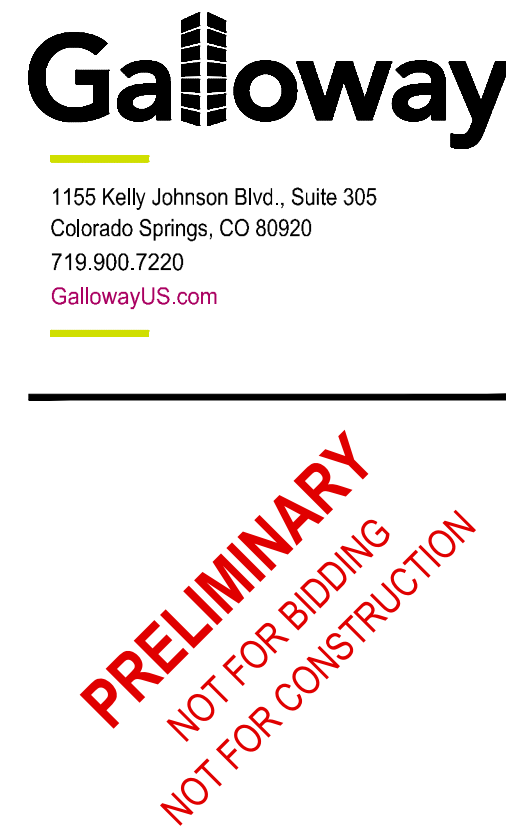 Galloway
1155 Kelly Johnson Blvd., Suite 305
Colorado Springs, CO 80920
719.900.7220
GallowayUS.com
PRELIMINARY
NOT FOR BIDDING
NOT FOR CONSTRUCTION